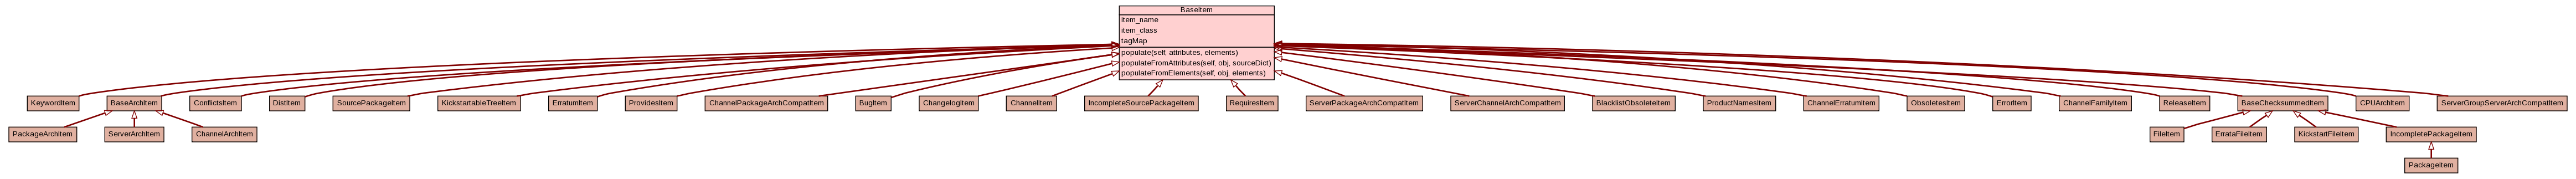 BaseItem
item_name
item_class
tagMap
populate(self, attributes, elements)
populateFromAttributes(self, obj, sourceDict)
populateFromElements(self, obj, elements)
KeywordItem
BaseArchItem
ConflictsItem
DistItem
SourcePackageItem
KickstartableTreeItem
ErratumItem
ProvidesItem
ChannelPackageArchCompatItem
BugItem
ChangelogItem
ChannelItem
IncompleteSourcePackageItem
RequiresItem
ServerPackageArchCompatItem
ServerChannelArchCompatItem
BlacklistObsoleteItem
ProductNamesItem
ChannelErratumItem
ObsoletesItem
ErrorItem
ChannelFamilyItem
ReleaseItem
BaseChecksummedItem
CPUArchItem
ServerGroupServerArchCompatItem
PackageArchItem
ServerArchItem
ChannelArchItem
FileItem
ErrataFileItem
KickstartFileItem
IncompletePackageItem
PackageItem